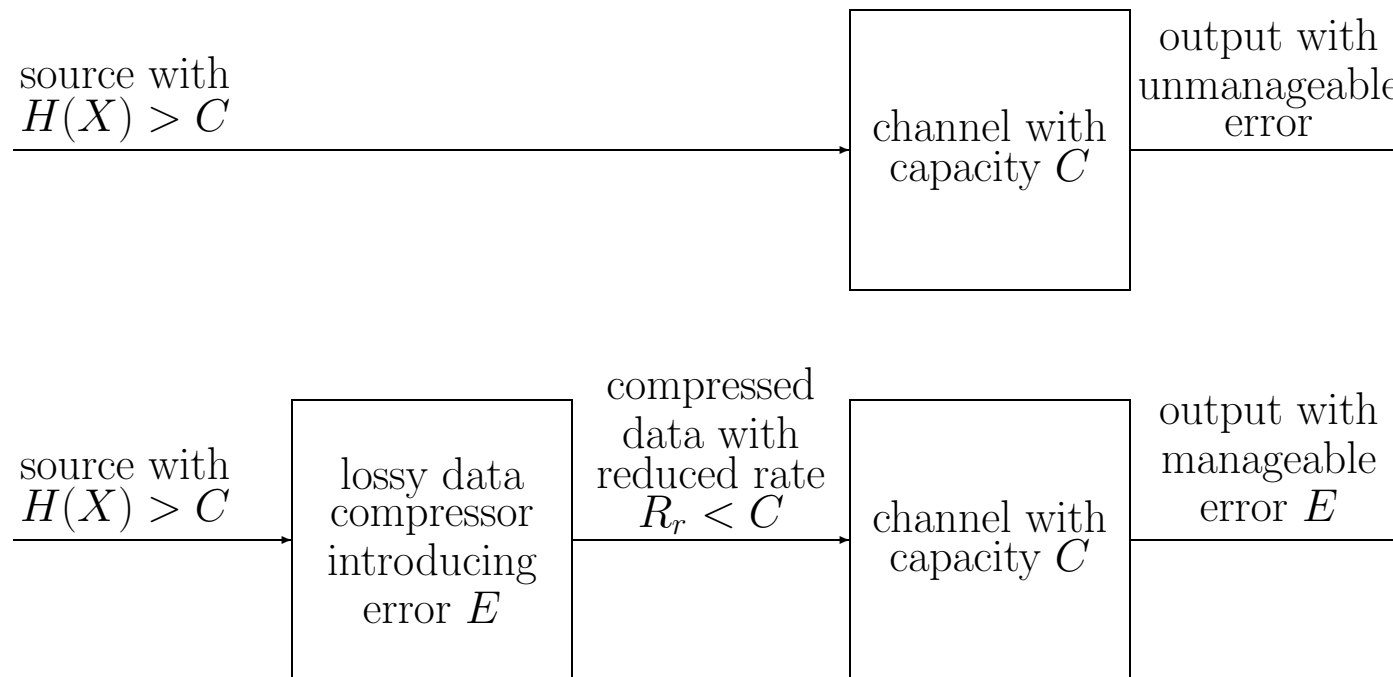 source with
H(X) > C
channel with
capacity C
output with
unmanageable
error
source with
H(X) > C
lossy data
compressor
introducing
error E
compressed
data with
reduced rate
R_r < C
channel with
capacity C
output with
manageable
error E